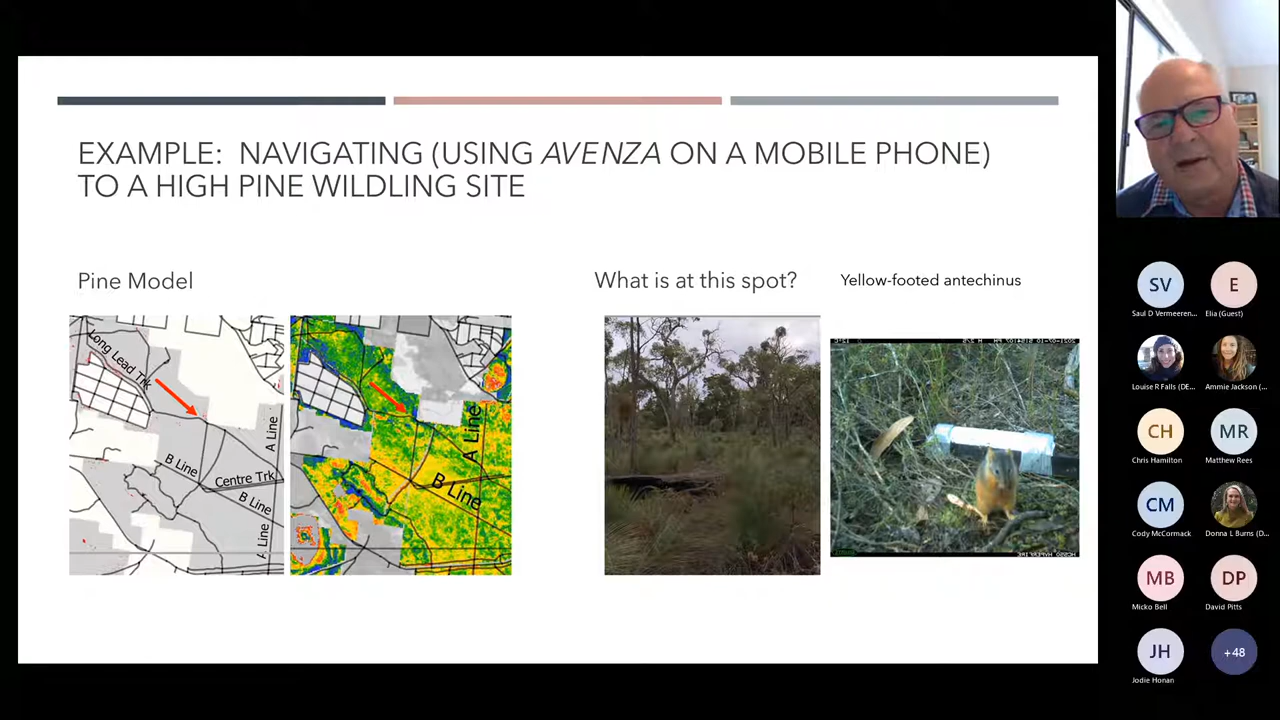 EXAMPLE: NAVIGATING (USING AVENZA ON A MOBILE PHONE)
TO A HIGH PINE WILDLING SITE
Pine Model
What is at this spot?
Yellow-footed antechinus
Long Lead Trk
A Line
B Line
Centre Trk
B Line
A Line
A Line
B Line
SV
Saul D Vermeeren...
E
Elia (Guest)
Louise R Falls (DE...
Ammie Jackson (...
CH
Chris Hamilton
MR
Matthew Rees
CM
Cody McCormack
Donna L Burns (D...
MB
Micko Bell
DP
David Pitts
JH
Jodie Honan
+48